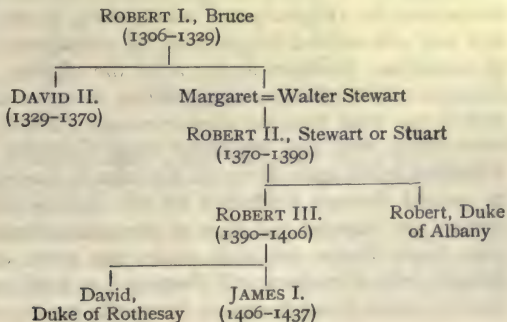 ROBERT I., Bruce
(1306–1329)
DAVID II.
(1329–1370)
Margaret = Walter Stewart
ROBERT II., Stewart or Stuart
(1370–1390)
ROBERT III.
(1390–1406)
Robert, Duke
of Albany
David,
Duke of Rothesay
JAMES I.
(1406–1437)